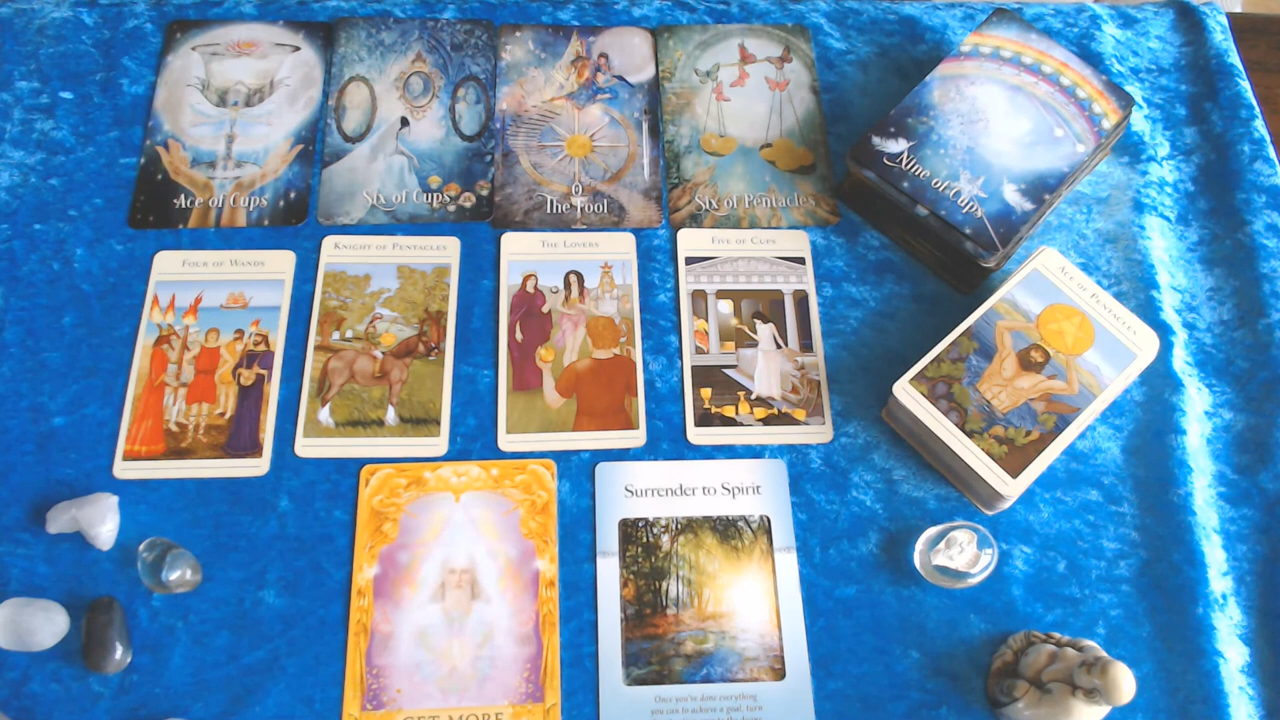 Ace of Cups
Six of Cups
0
The Fool
Six of Pentacles
Nine of Cups
Four of Wands
Knight of Pentacles
The Lovers
Five of Cups
Ace of Pentacles
GET MORE
Surrender to Spirit
Once you've done everything
you can to achieve a goal, turn